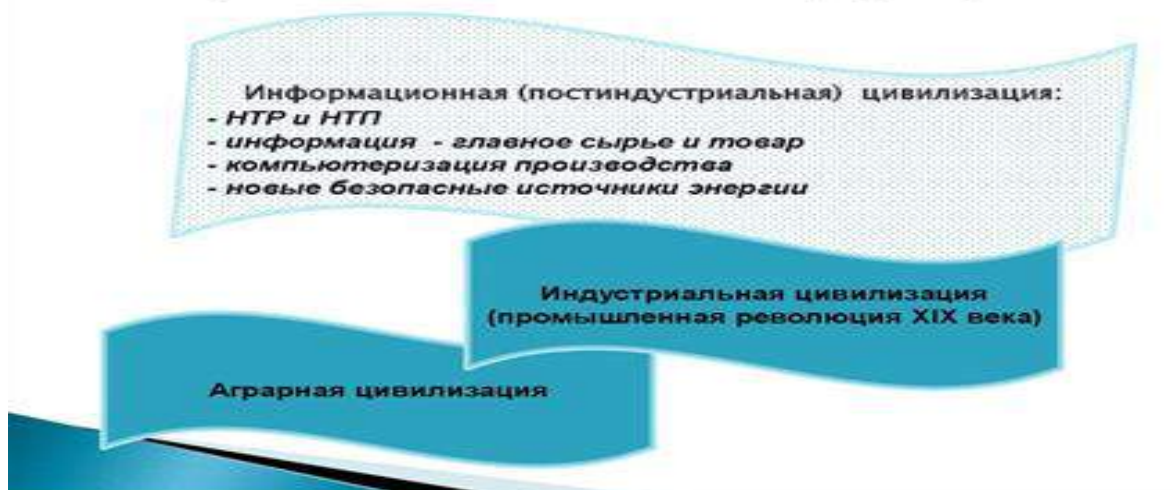 Информационная (постиндустриальная) цивилизация:
- НТР и НТП
- информация - главное сырье и товар
- компьютеризация производства
- новые безопасные источники энергии
Индустриальная цивилизация
(промышленная революция XIX века)
Аграрная цивилизация